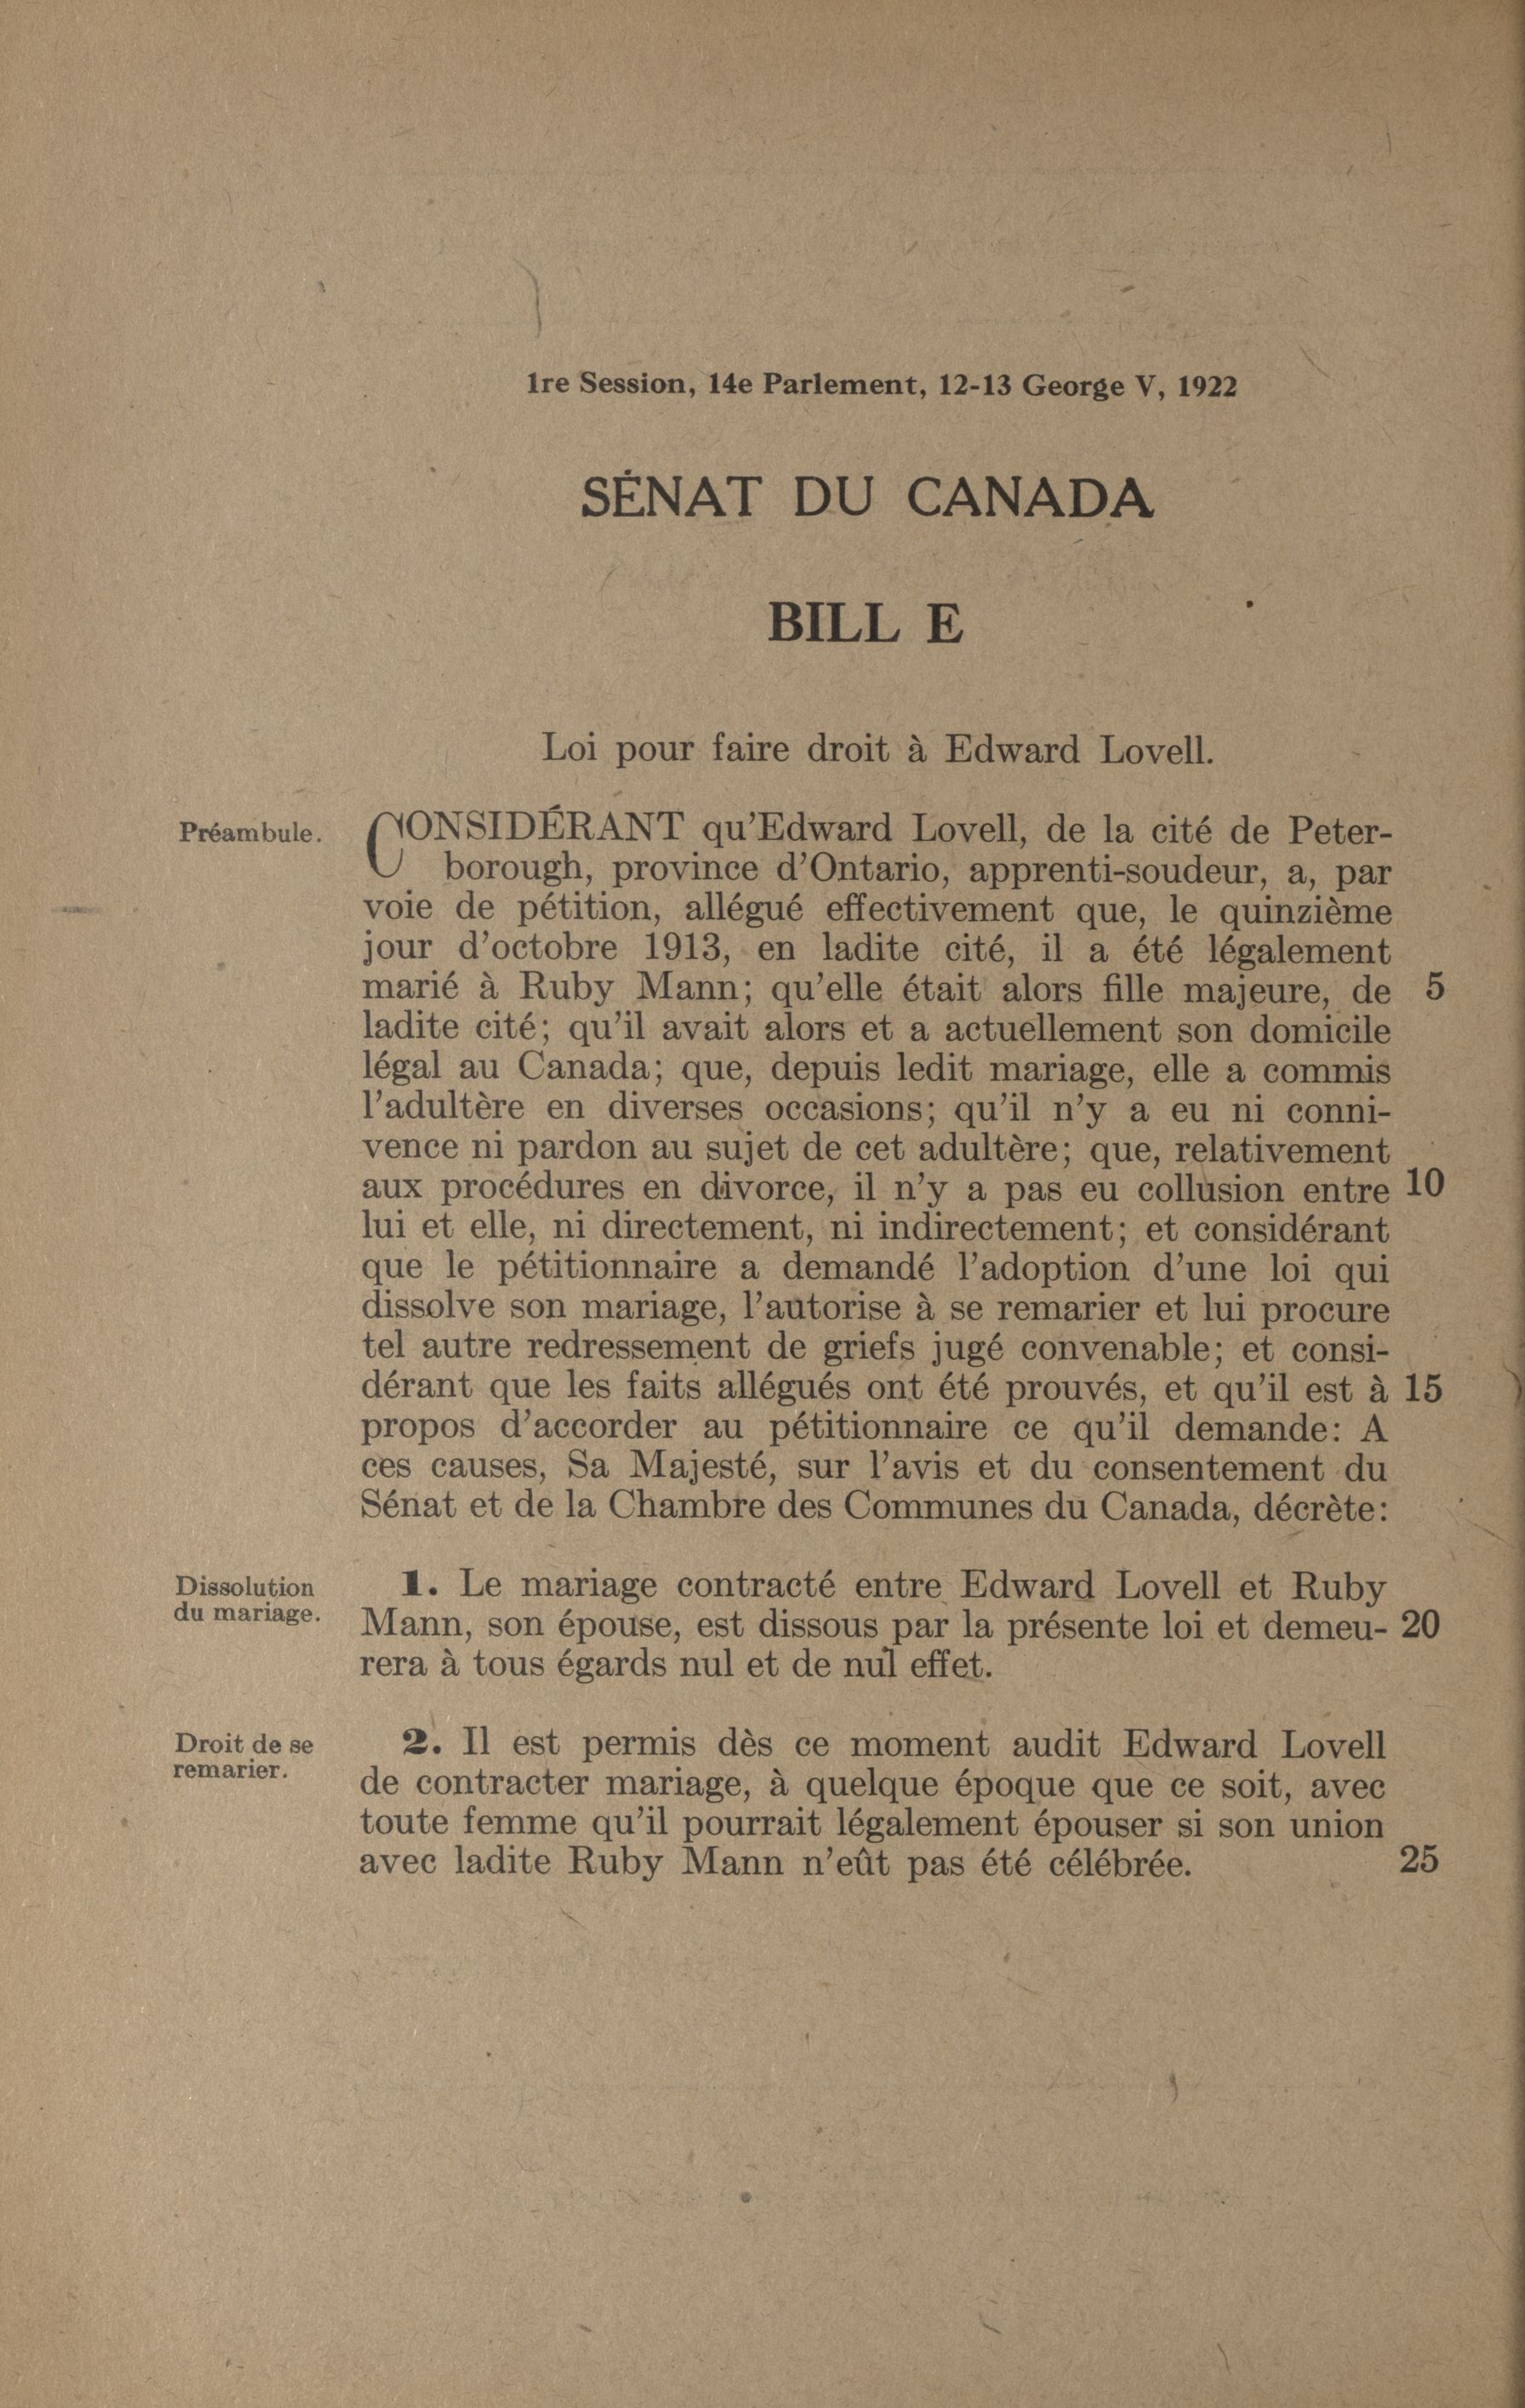 1re Session, 14e Parlement, 12-13 George V, 1922
SÉNAT DU CANADA
BILL E
Loi pour faire droit à Edward Lovell.
Préambule.
CONSIDÉRANT qu'Edward Lovell, de la cité de Peter-
borough, province d'Ontario, apprenti-soudeur, a, par
voie de pétition, allégué effectivement que, le quinzième
jour d'octobre 1913, en ladite cité, il a été légalement
marié à Ruby Mann; qu'elle était alors fille majeure, de 5
ladite cité; qu'il avait alors et a actuellement son domicile
légal au Canada; que, depuis ledit mariage, elle a commis
l'adultère en diverses occasions; qu'il n'y a eu ni conni-
vence ni pardon au sujet de cet adultère; que, relativement
aux procédures en divorce, il n'y a pas eu collusion entre 10
lui et elle, ni directement, ni indirectement; et considérant
que le pétitionnaire a demandé l'adoption d'une loi qui
dissolve son mariage, l'autorise à se remarier et lui procure
tel autre redressement de griefs jugé convenable; et consi-
dérant que les faits allégués ont été prouvés, et qu'il est à 15
propos d'accorder au pétitionnaire ce qu'il demande: A
ces causes, Sa Majesté, sur l'avis et du consentement du
Sénat et de la Chambre des Communes du Canada, décrète:
Dissolution
du mariage.
1. Le mariage contracté entre Edward Lovell et Ruby
Mann, son épouse, est dissous par la présente loi et demeu- 20
rera à tous égards nul et de nul effet.
Droit de se
remarier.
2. Il est permis dès ce moment audit Edward Lovell
de contracter mariage, à quelque époque que ce soit, avec
toute femme qu'il pourrait légalement épouser si son union
avec ladite Ruby Mann n'eût pas été célébrée. 25